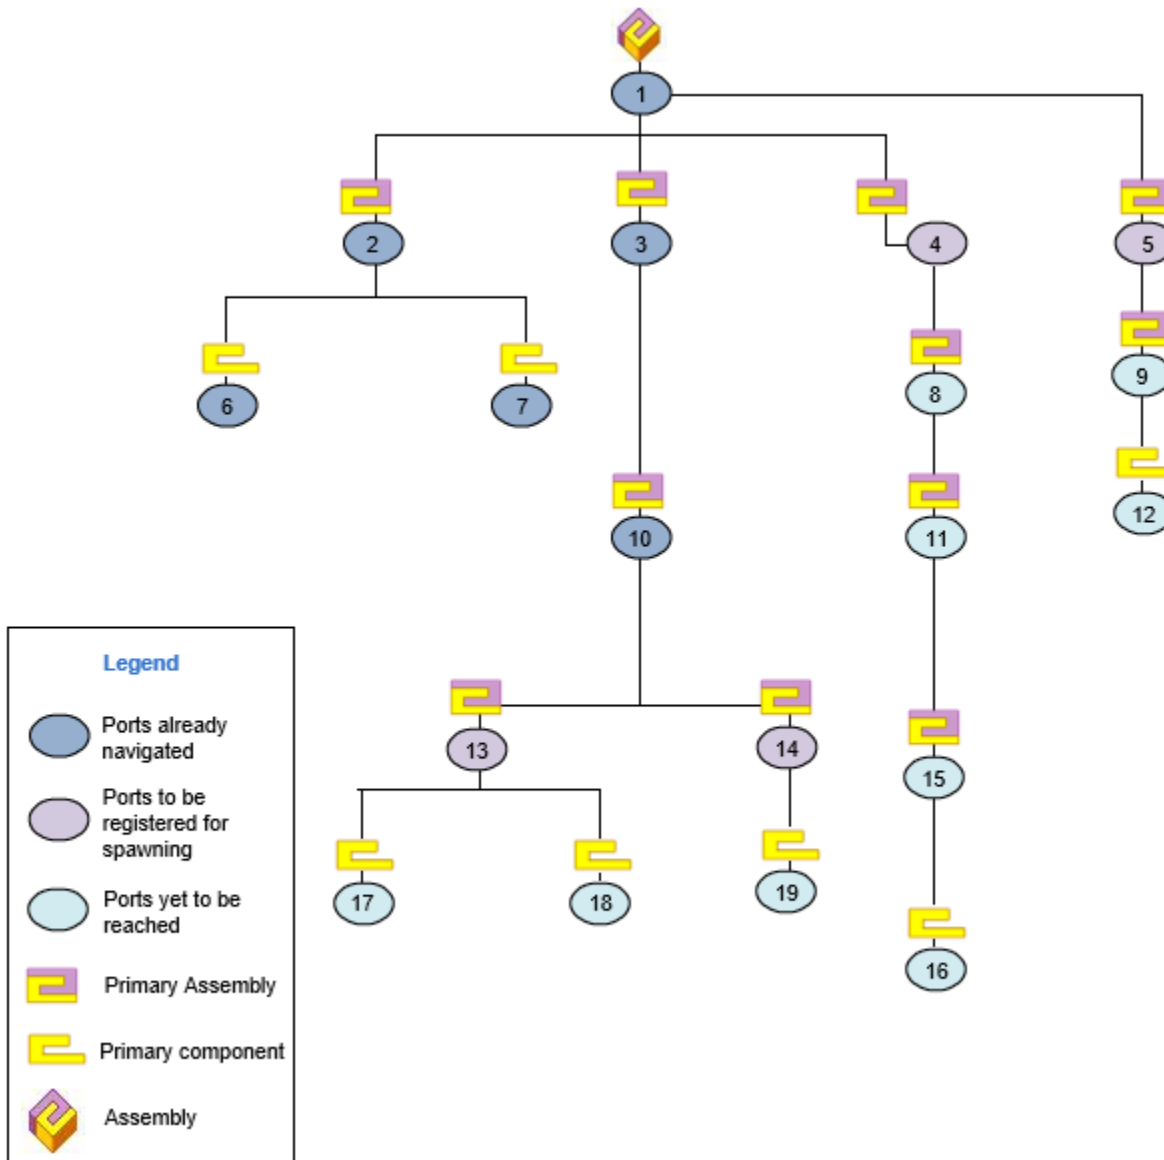 1
2
3
4
5
6
7
8
9
10
11
12
13
14
15
16
17
18
19
Legend
Ports already
navigated
Ports to be
registered for
spawning
Ports yet to be
reached
Primary Assembly
Primary component
Assembly